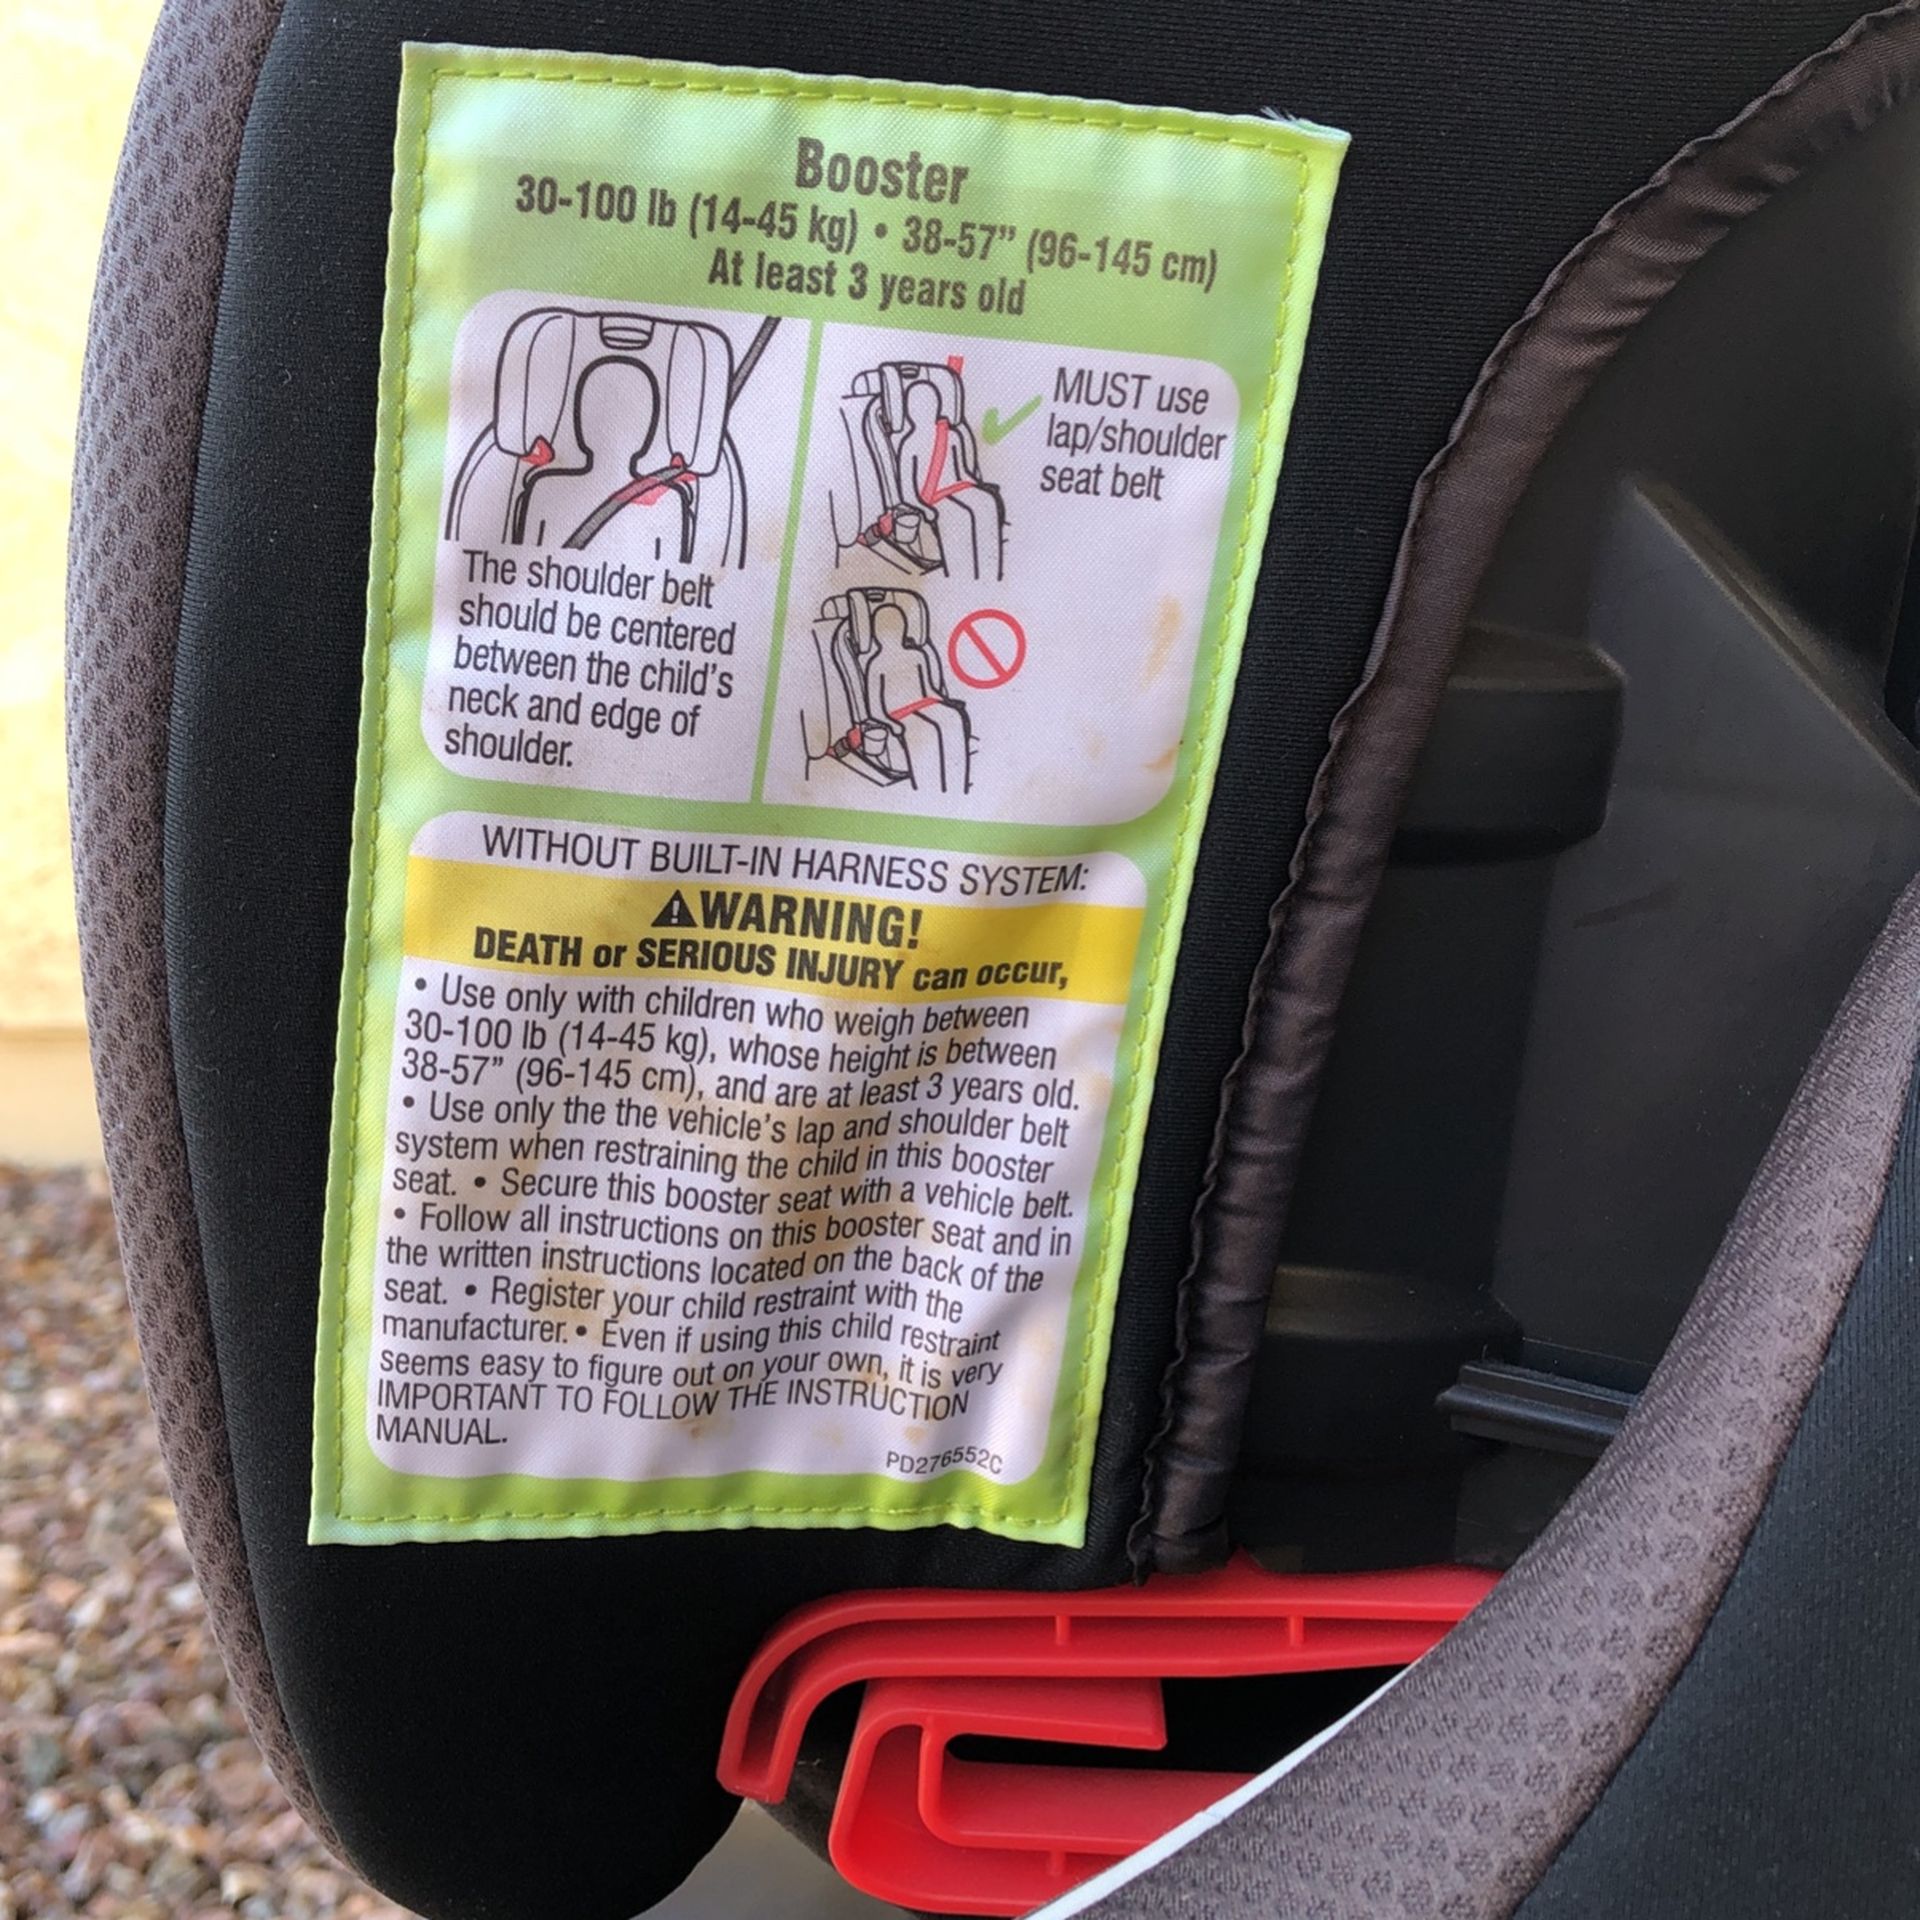 Booster
30-100 lb (14-45 kg) • 38-57” (96-145 cm)
At least 3 years old
The shoulder belt
should be centered
between the child’s
neck and edge of
shoulder.
MUST use
lap/shoulder
seat belt
WITHOUT BUILT-IN HARNESS SYSTEM:
⚠WARNING!
DEATH or SERIOUS INJURY can occur,
• Use only with children who weigh between
30-100 lb (14-45 kg), whose height is between
38-57” (96-145 cm), and are at least 3 years old.
• Use only the the vehicle’s lap and shoulder belt
system when restraining the child in this booster
seat. • Secure this booster seat with a vehicle belt.
• Follow all instructions on this booster seat and in
the written instructions located on the back of the
seat. • Register your child restraint with the
manufacturer. • Even if using this child restraint
seems easy to figure out on your own, it is very
IMPORTANT TO FOLLOW THE INSTRUCTION
MANUAL.
PD276552C